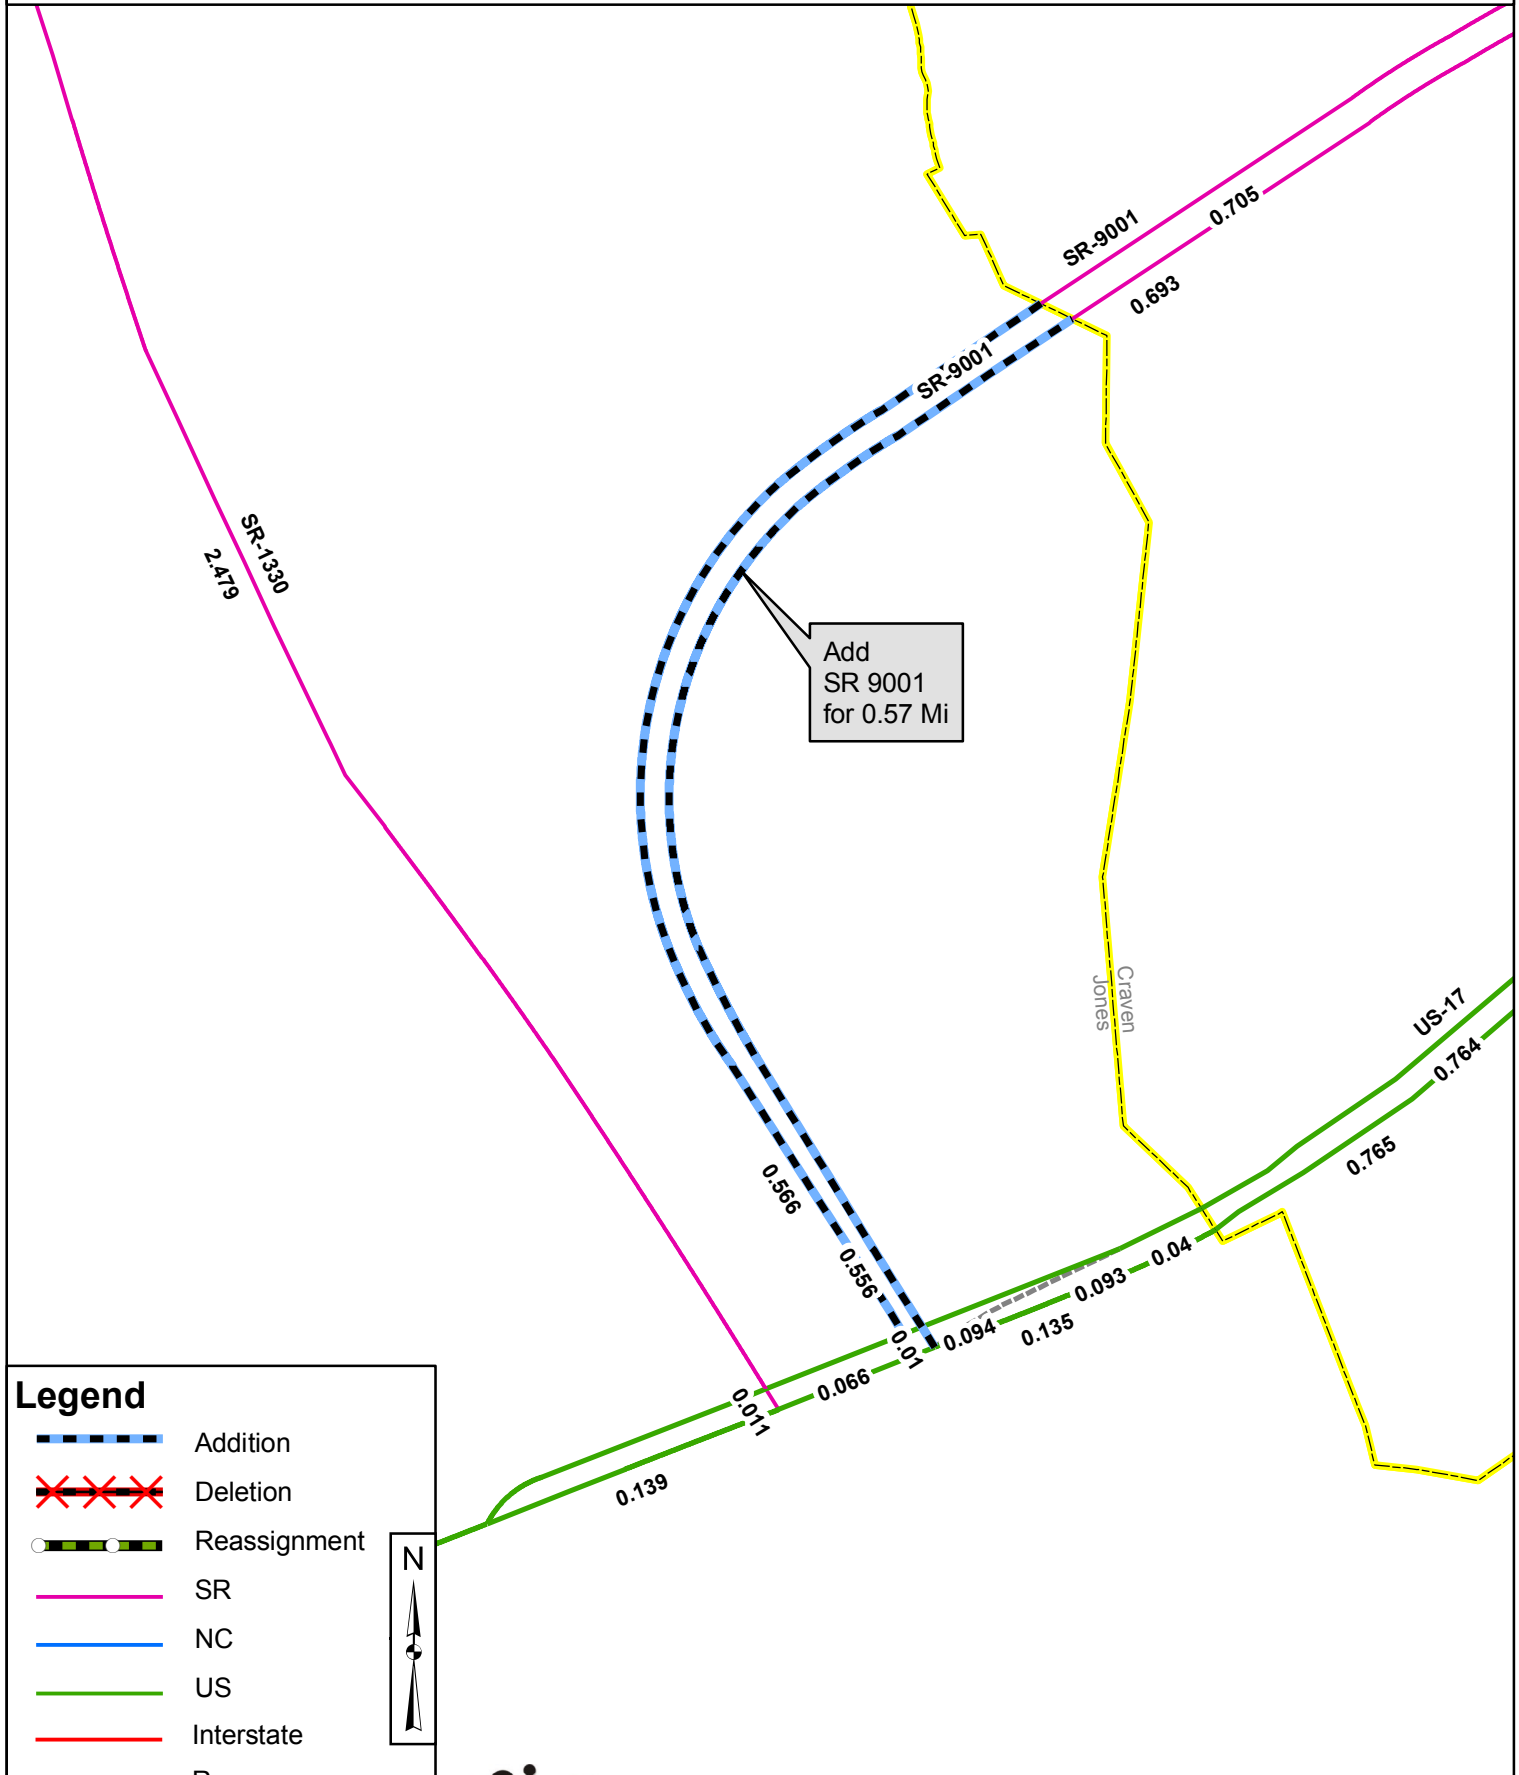 SR-9001
0.705
0.693
SR-9001
SR-1330
2.479
Add
SR 9001
for 0.57 Mi
Craven
Jones
US-17
0.764
0.765
0.566
0.556
0.04
0.093
0.135
0.094
0.01
0.066
0.011
0.139
Legend
Addition
Deletion
Reassignment
N
SR
NC
US
Interstate